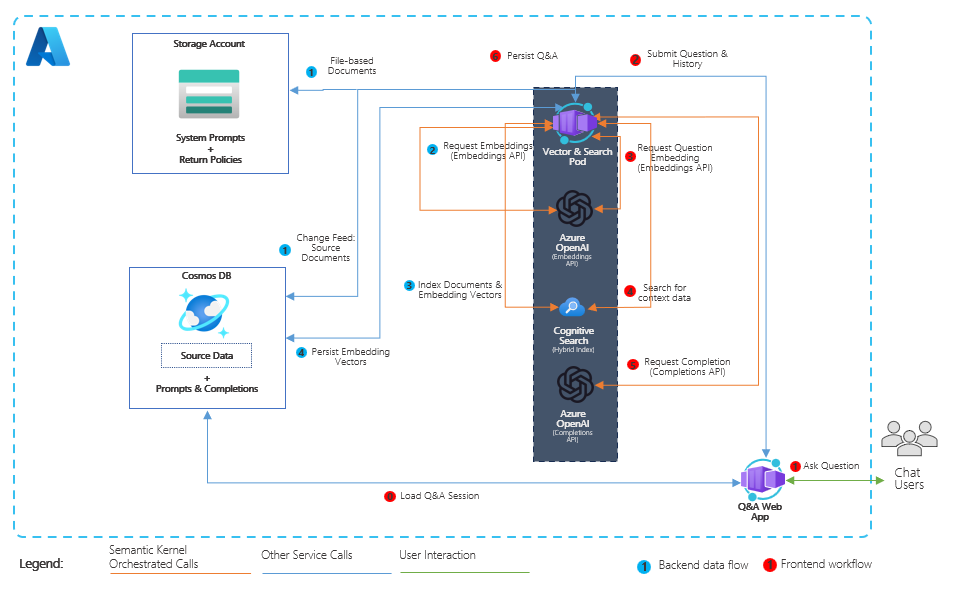 Storage Account
System Prompts
+
Return Policies
1
File-based
Documents
6
Persist Q&A
2
Submit Question &
History
Vector & Search
Pod
2
Request Embeddings
(Embeddings API)
Request Question
Embedding
(Embeddings API)
Azure
OpenAI
(Embeddings
API)
1
Change Feed:
Source
Documents
3
Index Documents &
Embedding Vectors
4
Search for
context data
Cosmos DB
Source Data
+
Prompts & Completions
4
Persist Embedding
Vectors
Cognitive
Search
(Hybrid Index)
5
Request Completion
(Completions API)
Azure
OpenAI
(Completions
API)
Chat
Users
1
Ask Question
Q&A Web
App
Load Q&A Session
Legend:
Semantic Kernel
Orchestrated Calls
Other Service Calls
User Interaction
1
Backend data flow
1
Frontend workflow